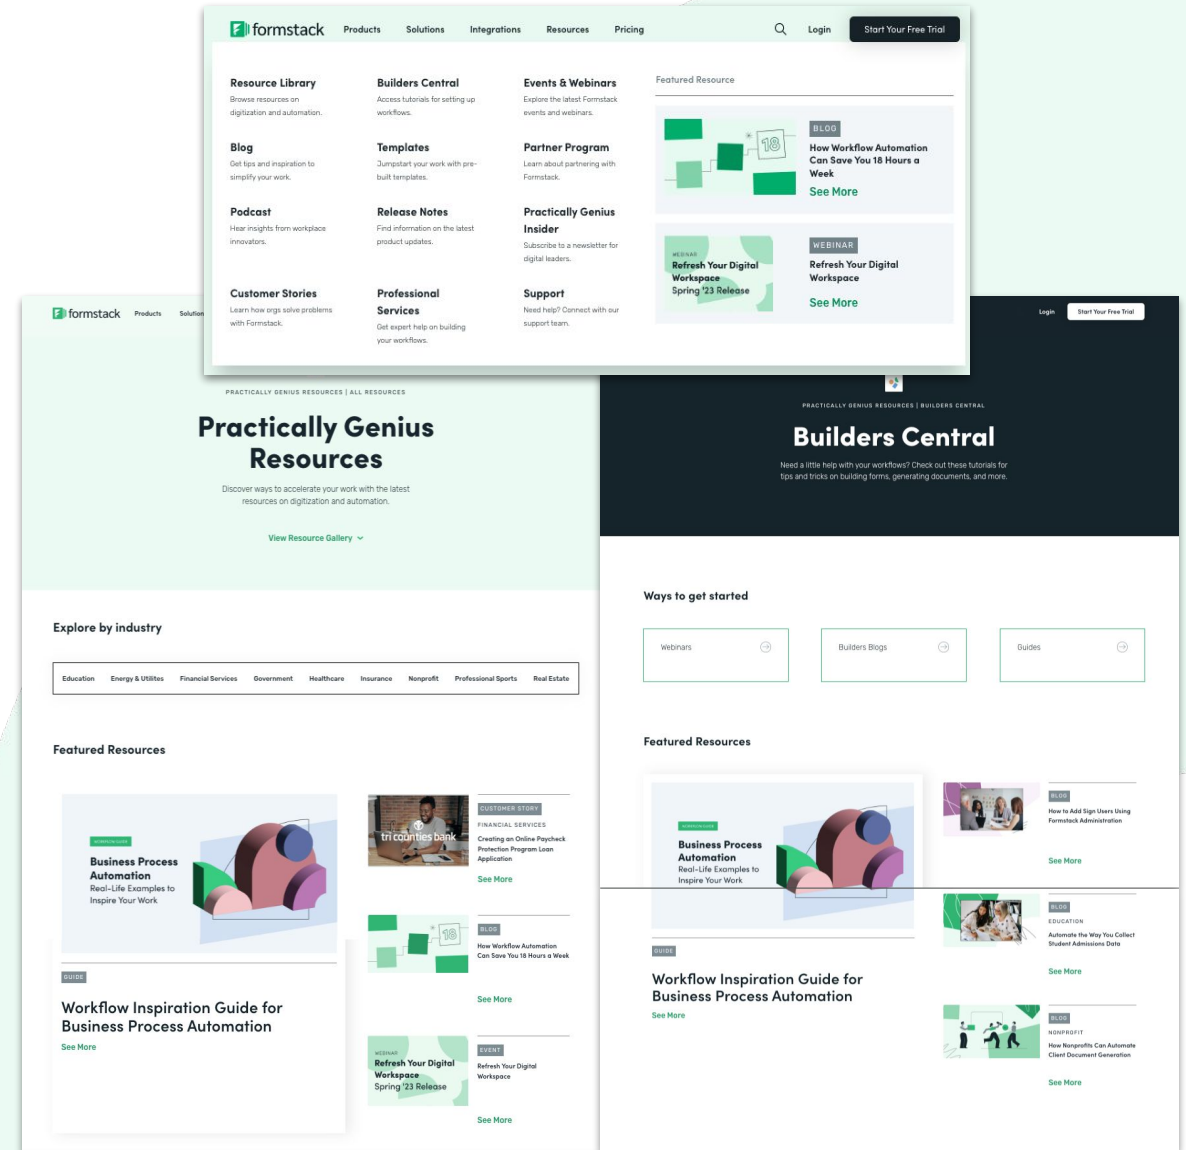 formstack
Products
Solutions
Integrations
Resources
Pricing
Login
Start Your Free Trial
Resource Library
Browse resources on
digitization and automation.
Builders Central
Access tutorials for setting up
workflows.
Events & Webinars
Explore the latest Formstack
events and webinars.
Blog
Get tips and inspiration to
simplify your work.
Templates
Jumpstart your work with pre-
built templates.
Partner Program
Learn about partnering with
Formstack.
Podcast
Hear insights from workplace
innovators.
Release Notes
Find information on the latest
product updates.
Practically Genius
Insider
Subscribe to a newsletter for
digital leaders.
Customer Stories
Learn how orgs solve problems
with Formstack.
Professional
Services
Get expert help on building
your workflows.
Support
Need help? Connect with our
support team.
Featured Resource
18
BLOG
How Workflow Automation
Can Save You 18 Hours a
Week
See More
WEBINAR
Refresh Your Digital
Workspace
Spring '23 Release
WEBINAR
Refresh Your Digital
Workspace
See More
formstack
Products
Solution
PRACTICALLY GENIUS RESOURCES | ALL RESOURCES
Practically Genius
Resources
Discover ways to accelerate your work with the latest
resources on digitization and automation.
View Resource Gallery
Explore by industry
Education
Energy & Utilites
Financial Services
Government
Healthcare
Insurance
Nonprofit
Professional Sports
Real Estate
Featured Resources
WORKFLOW GUIDE
Business Process
Automation
Real-Life Examples to
Inspire Your Work
GUIDE
Workflow Inspiration Guide for
Business Process Automation
See More
tri counties bank
CUSTOMER STORY
FINANCIAL SERVICES
Creating an Online Paycheck
Protection Program Loan
Application
See More
18
BLOG
How Workflow Automation
Can Save You 18 Hours a Week
See More
WEBINAR
Refresh Your Digital
Workspace
Spring '23 Release
EVENT
Refresh Your Digital
Workspace
See More
Login
Start Your Free Trial
PRACTICALLY GENIUS RESOURCES | BUILDERS CENTRAL
Builders Central
Need a little help with your workflows? Check out these tutorials for
tips and tricks on building forms, generating documents, and more.
Ways to get started
Webinars
Builders Blogs
Guides
Featured Resources
WORKFLOW GUIDE
Business Process
Automation
Real-Life Examples to
Inspire Your Work
GUIDE
Workflow Inspiration Guide for
Business Process Automation
See More
BLOG
How to Add Sign Users Using
Formstack Administration
See More
BLOG
EDUCATION
Automate the Way You Collect
Student Admissions Data
See More
BLOG
NONPROFIT
How Nonprofits Can Automate
Client Document Generation
See More